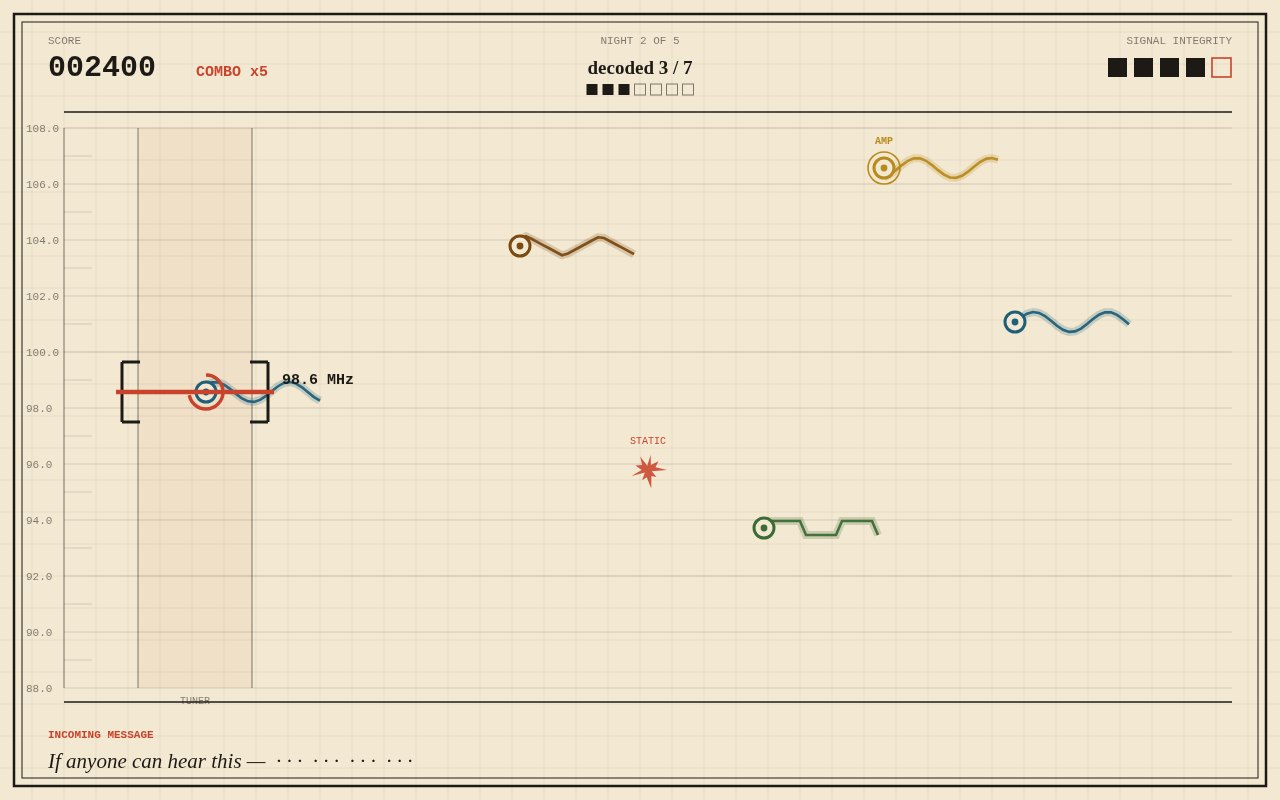 SCORE
NIGHT 2 OF 5
SIGNAL INTEGRITY
002400
COMBO x5
decoded 3 / 7
108.0
AMP
106.0
104.0
102.0
100.0
98.6 MHz
98.0
STATIC
96.0
94.0
92.0
90.0
88.0
TUNER
INCOMING MESSAGE
If anyone can hear this — ··· ··· ··· ···